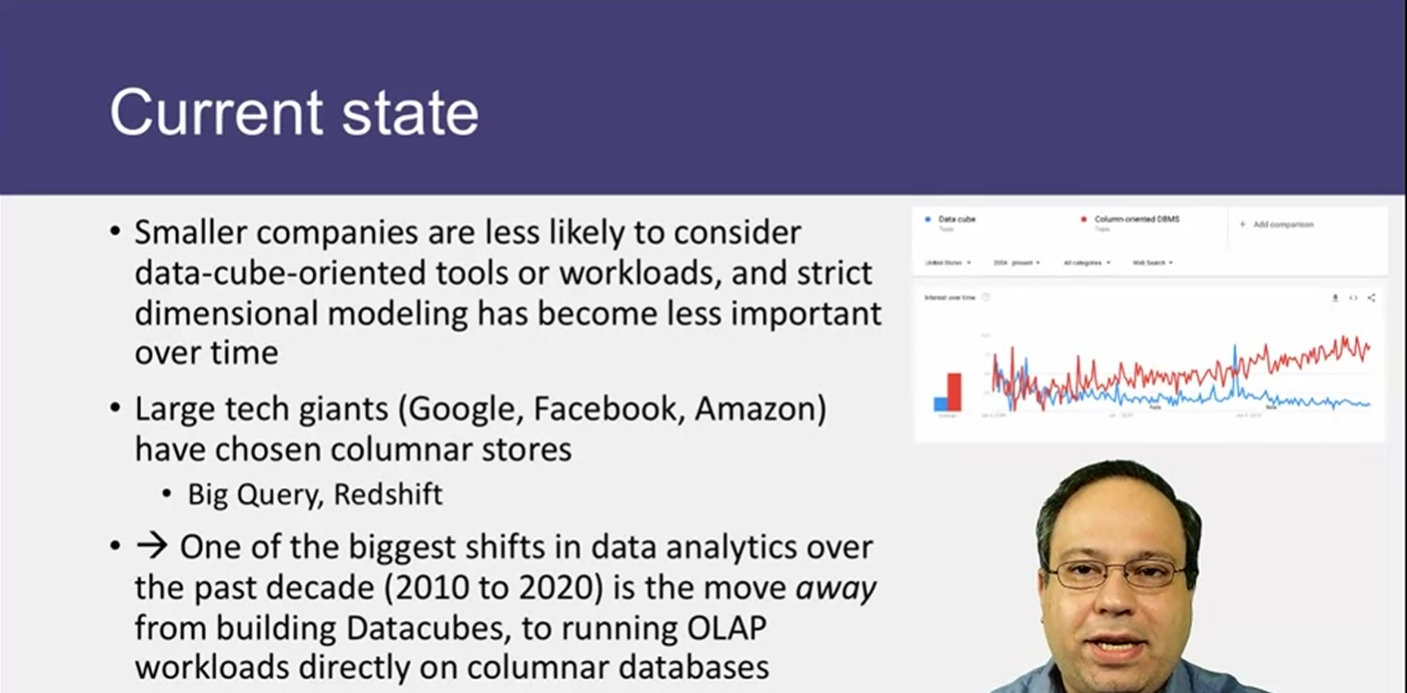 Current state
• Smaller companies are less likely to consider
data-cube-oriented tools or workloads, and strict
dimensional modeling has become less important
over time
• Large tech giants (Google, Facebook, Amazon)
have chosen columnar stores
• Big Query, Redshift
• → One of the biggest shifts in data analytics over
the past decade (2010 to 2020) is the move away
from building Datacubes, to running OLAP
workloads directly on columnar databases
Data cube
Topic
Column-oriented DBMS
Topic
+ Add comparison
United States
2004 - present
All categories
Web Search
Interest over time
Average
Note
Note